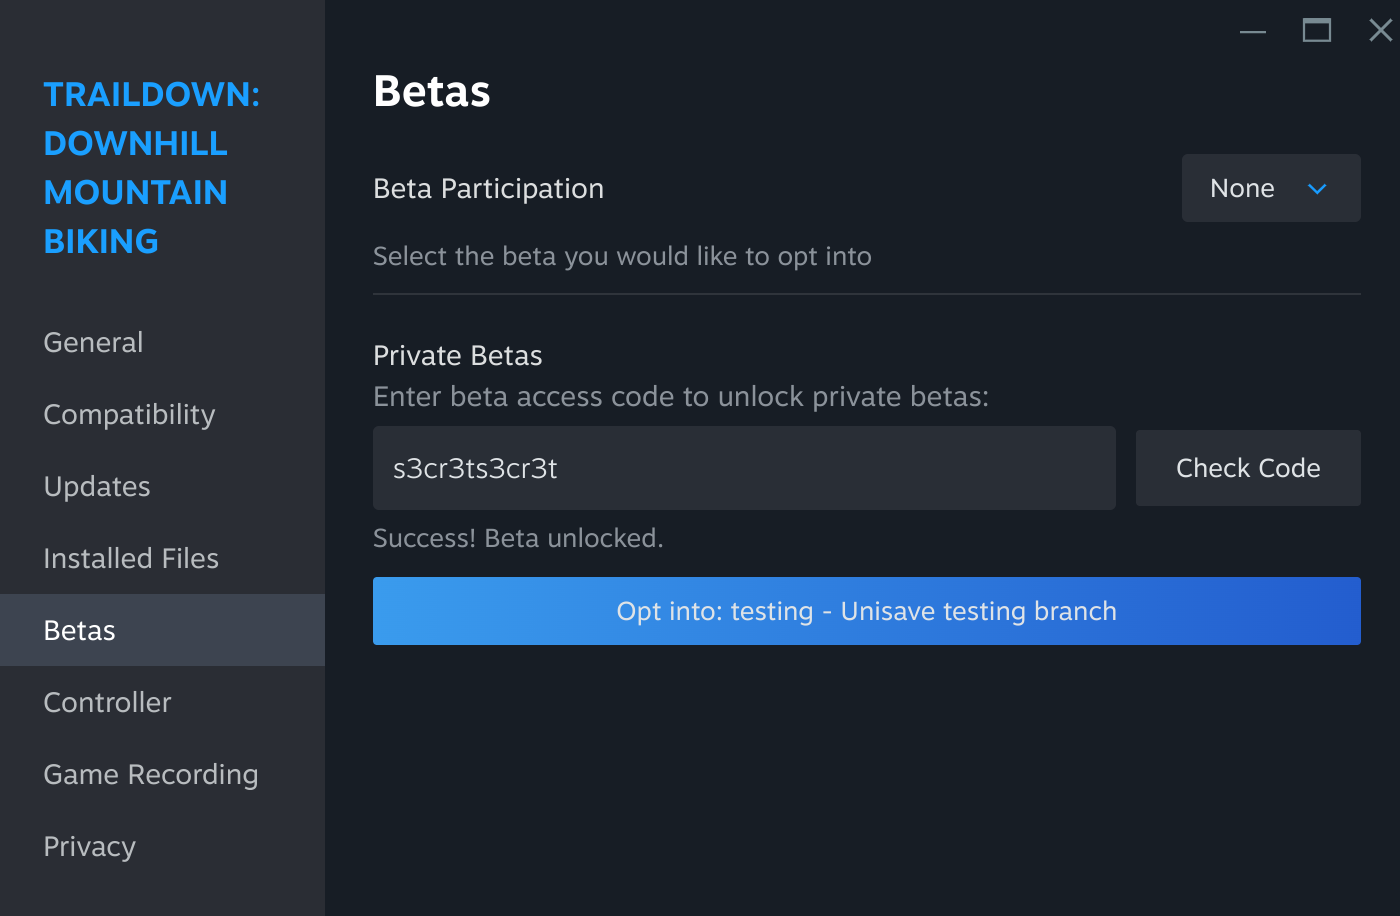 TRAILDOWN:
DOWNHILL
MOUNTAIN
BIKING
General
Compatibility
Updates
Installed Files
Betas
Controller
Game Recording
Privacy
Betas
Beta Participation
None
Select the beta you would like to opt into
Private Betas
Enter beta access code to unlock private betas:
s3cr3ts3cr3t
Check Code
Success! Beta unlocked.
Opt into: testing - Unisave testing branch